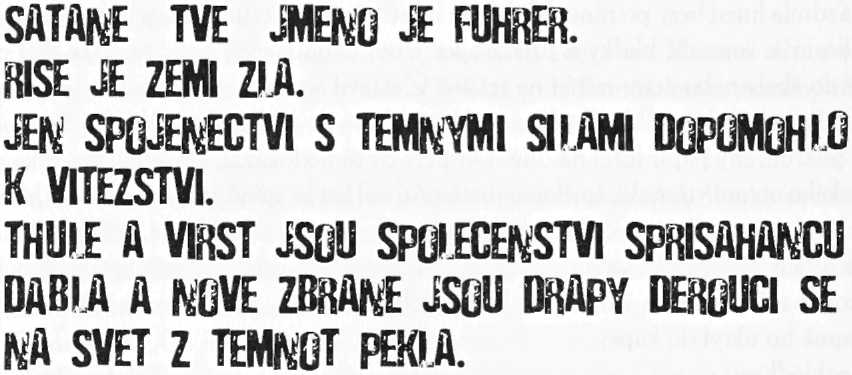 SATANE TVE JMENO JE FUHRER.
RISE JE ZEMI ZLA.
JEN SPOJENECTVI S TEMNYMI SILAMI DOPOMOHLO
K VITEZSTVI.
THULE A VIRST JSOU SPOLECENSTVI SPRISAHANCU
DABLA A NOVE ZBRANE JSOU DRAPY DEROUCI SE
NA SVET Z TEMNOT PEKLA.